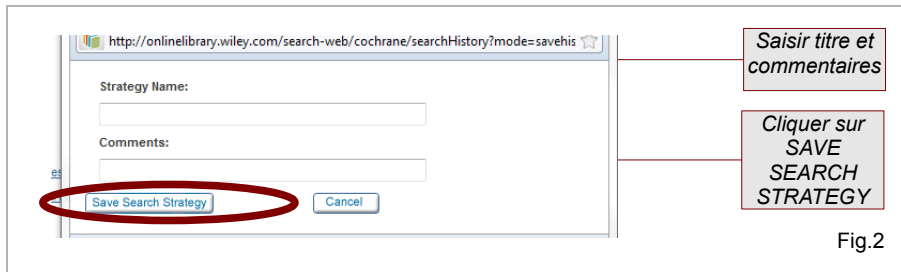 http://onlinelibrary.wiley.com/search-web/cochrane/searchHistory?mode=savehis
Saisir titre et
commentaires
Strategy Name:
Comments:
Cliquer sur
SAVE
SEARCH
STRATEGY
es
Save Search Strategy
Cancel
Fig.2